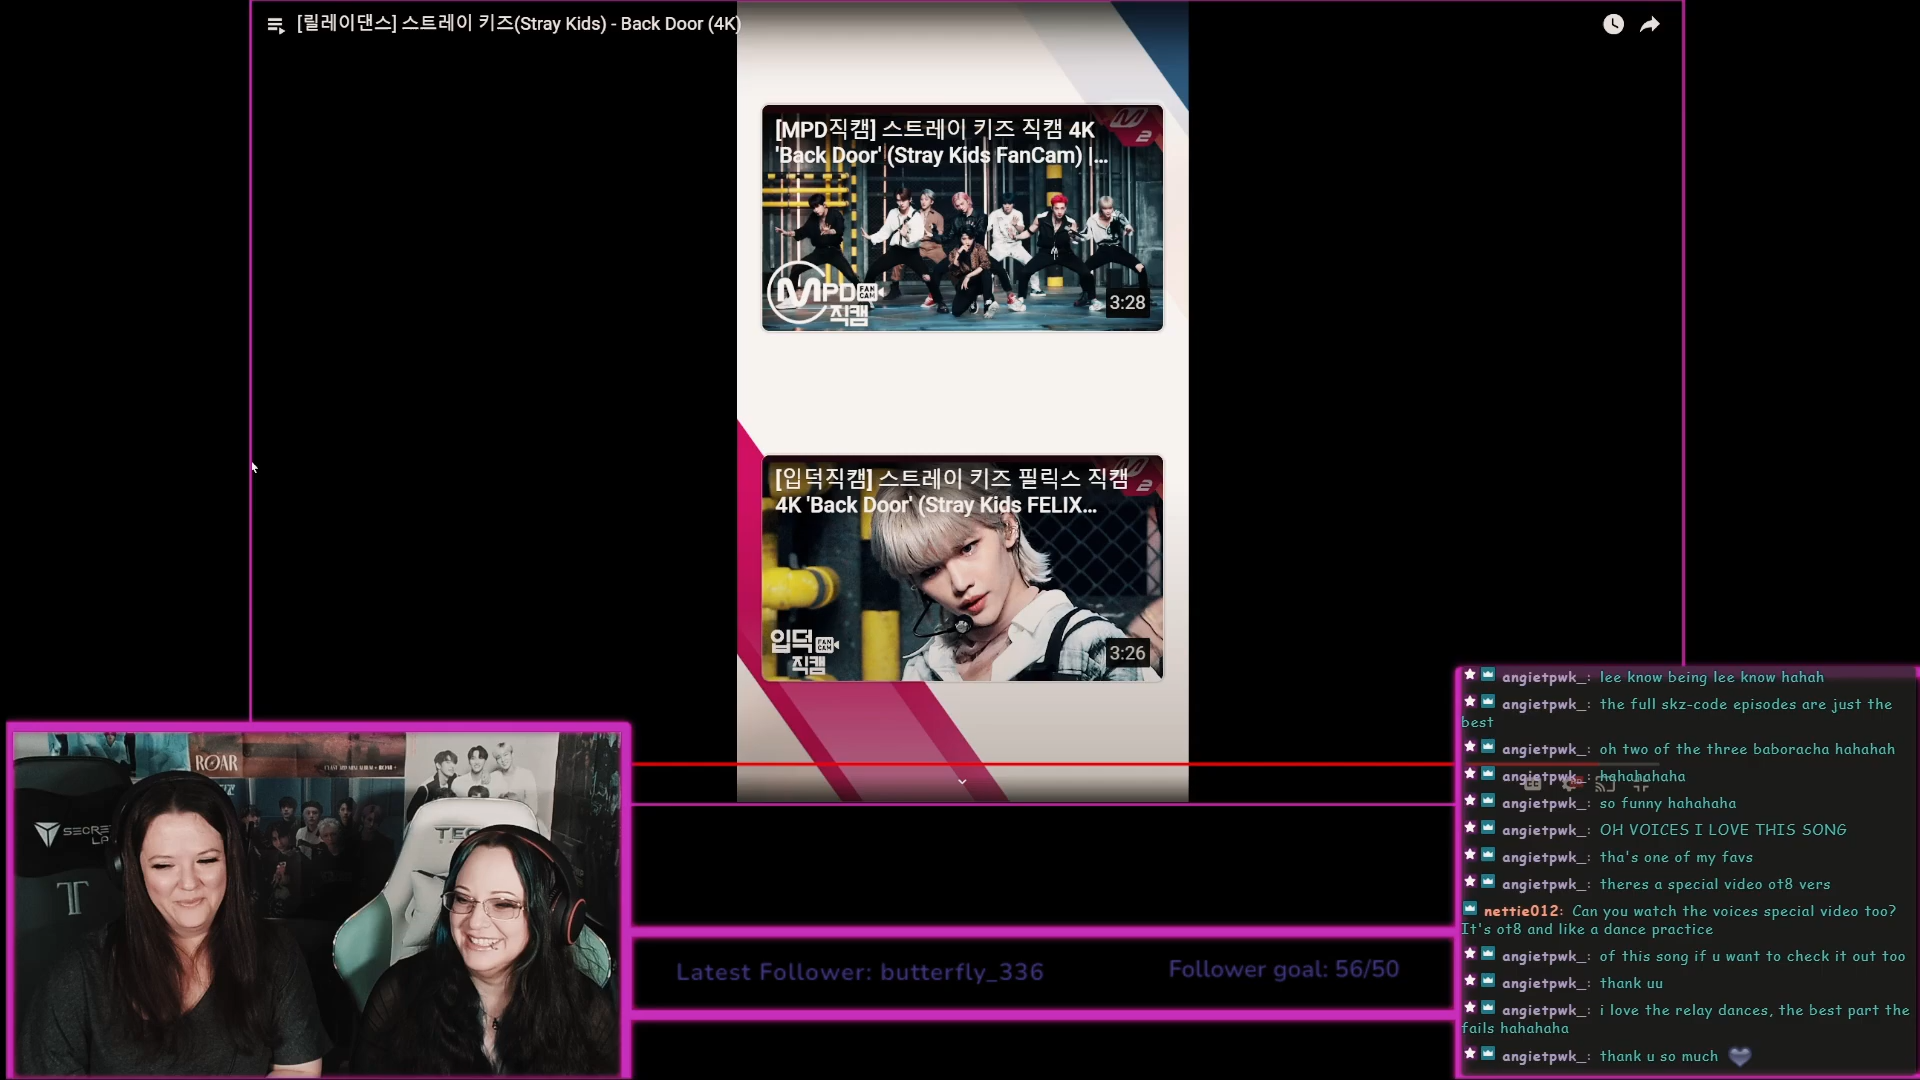 [릴레이댄스] 스트레이 키즈(Stray Kids) - Back Door (4K)
[MPD직캠] 스트레이 키즈 직캠 4K
'Back Door' (Stray Kids FanCam) |...
M2
MPD FAN CAM
직캠
3:28
[입덕직캠] 스트레이 키즈 필릭스 직캠
4K 'Back Door' (Stray Kids FELIX...
입덕 FAN CAM
직캠
3:26
ROAR
angietpwk_: lee know being lee know hahah
angietpwk_: the full skz-code episodes are just the
best
angietpwk_: oh two of the three baboracha hahahah
angietpwk_: hahahahaha
angietpwk_: so funny hahahaha
angietpwk_: OH VOICES I LOVE THIS SONG
angietpwk_: tha's one of my favs
angietpwk_: theres a special video ot8 vers
nettie012: Can you watch the voices special video too?
It's ot8 and like a dance practice
angietpwk_: of this song if u want to check it out too
angietpwk_: thank uu
angietpwk_: i love the relay dances, the best part the
fails hahahaha
angietpwk_: thank u so much
Latest Follower: butterfly_336
Follower goal: 56/50